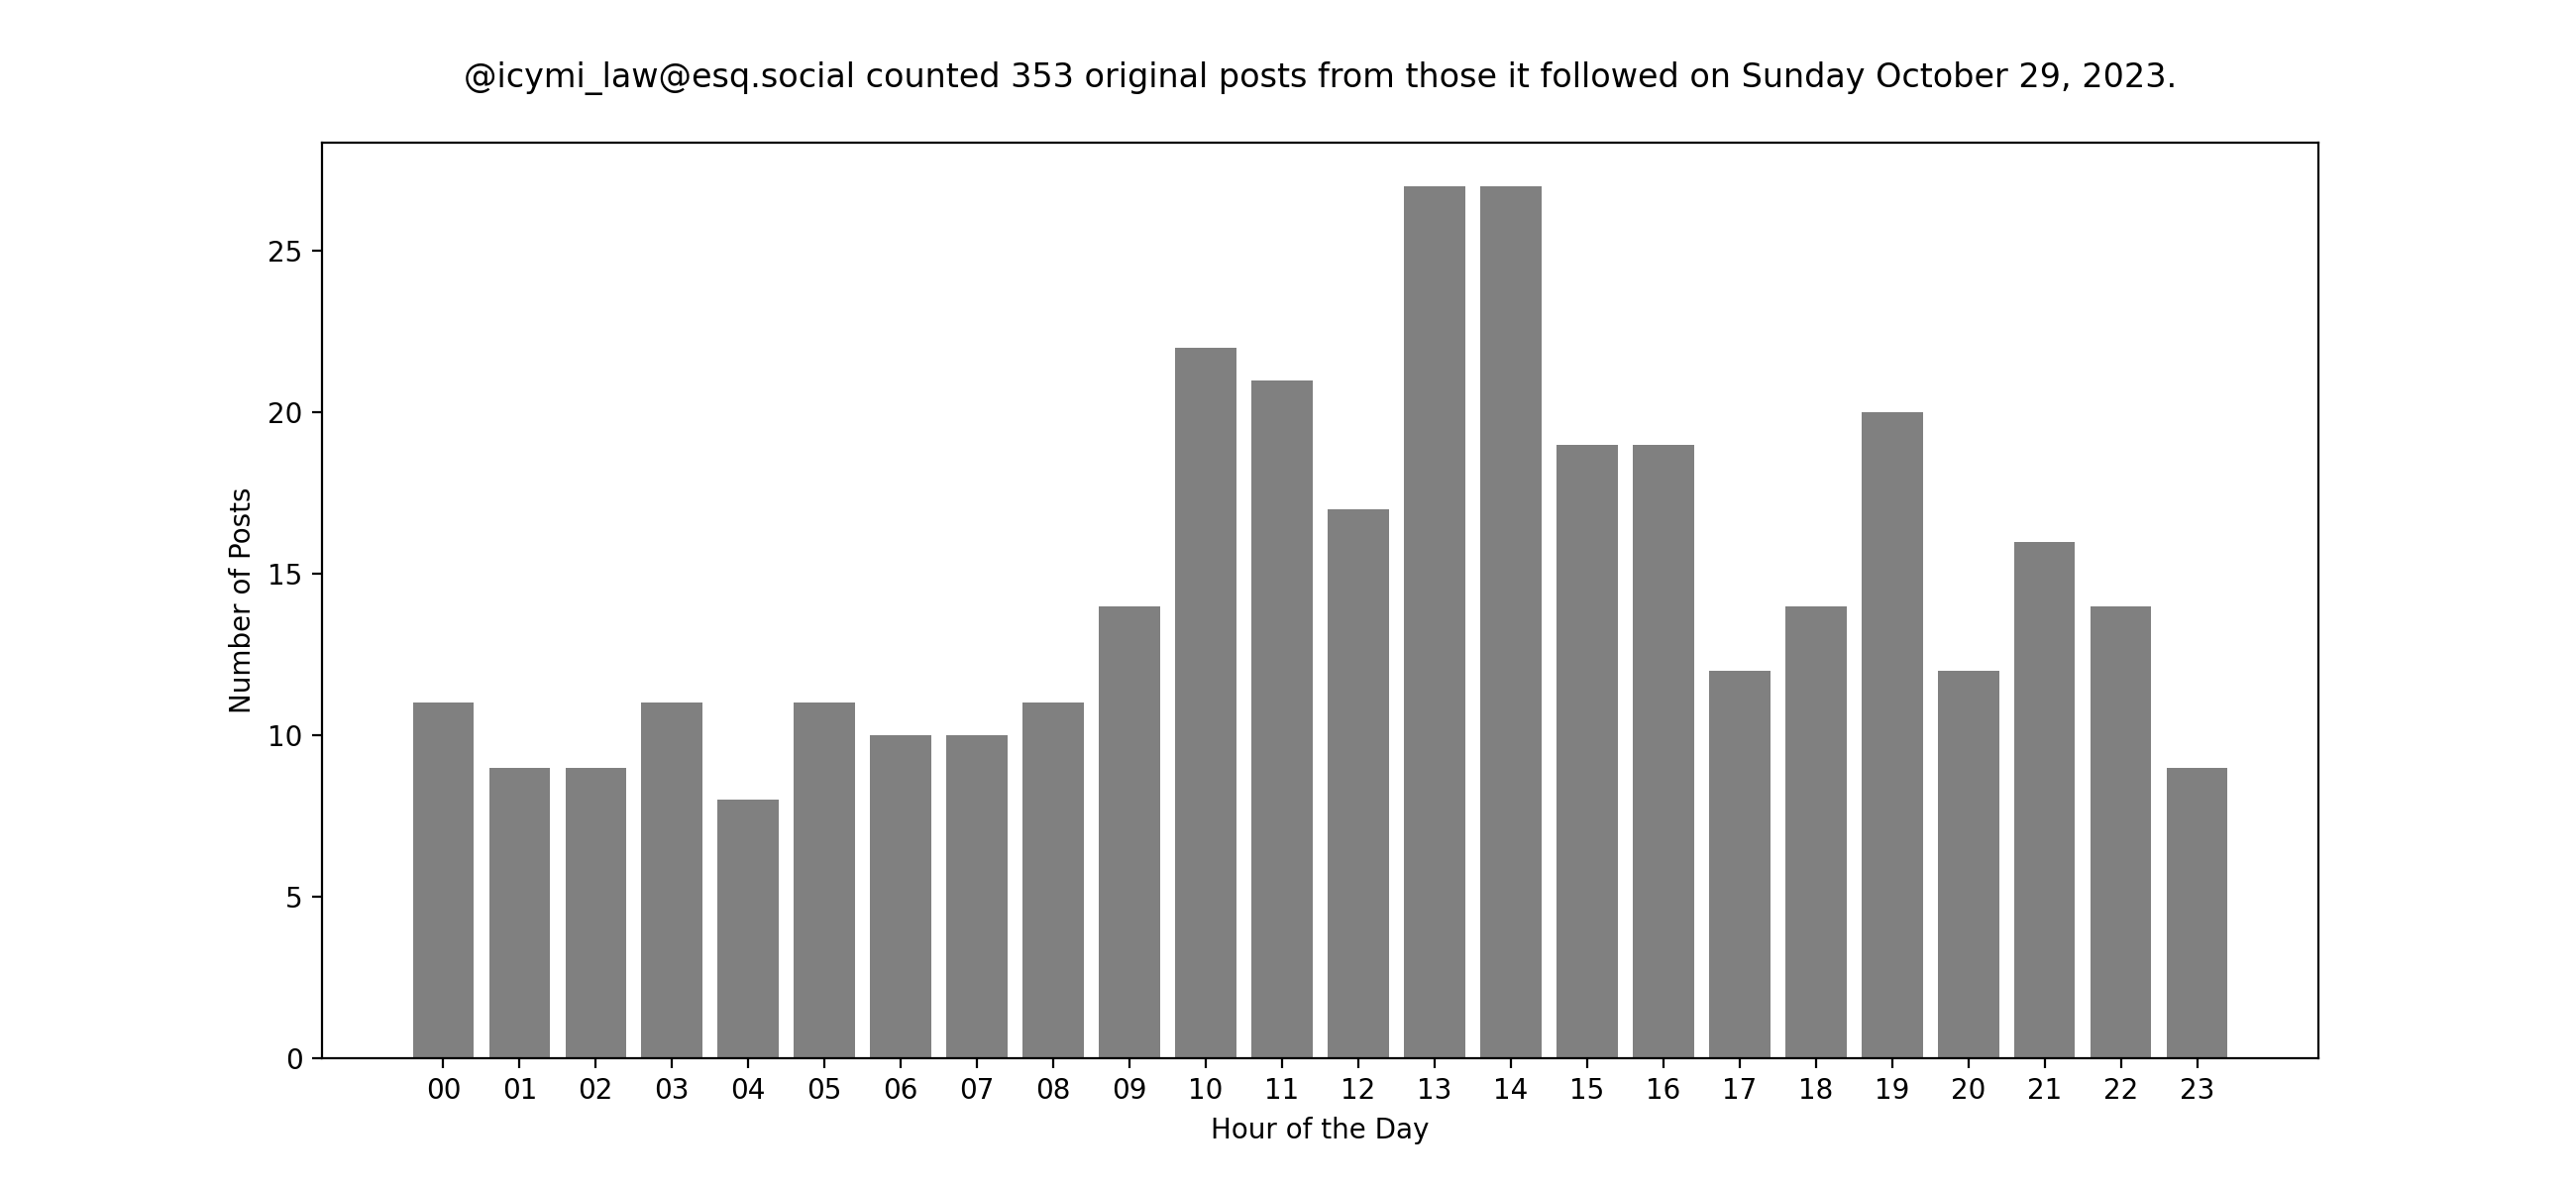 @icymi_law@esq.social counted 353 original posts from those it followed on Sunday October 29, 2023.
25
20
15
10
5
0
Number of Posts
00 01 02 03 04 05 06 07 08 09 10 11 12 13 14 15 16 17 18 19 20 21 22 23
Hour of the Day